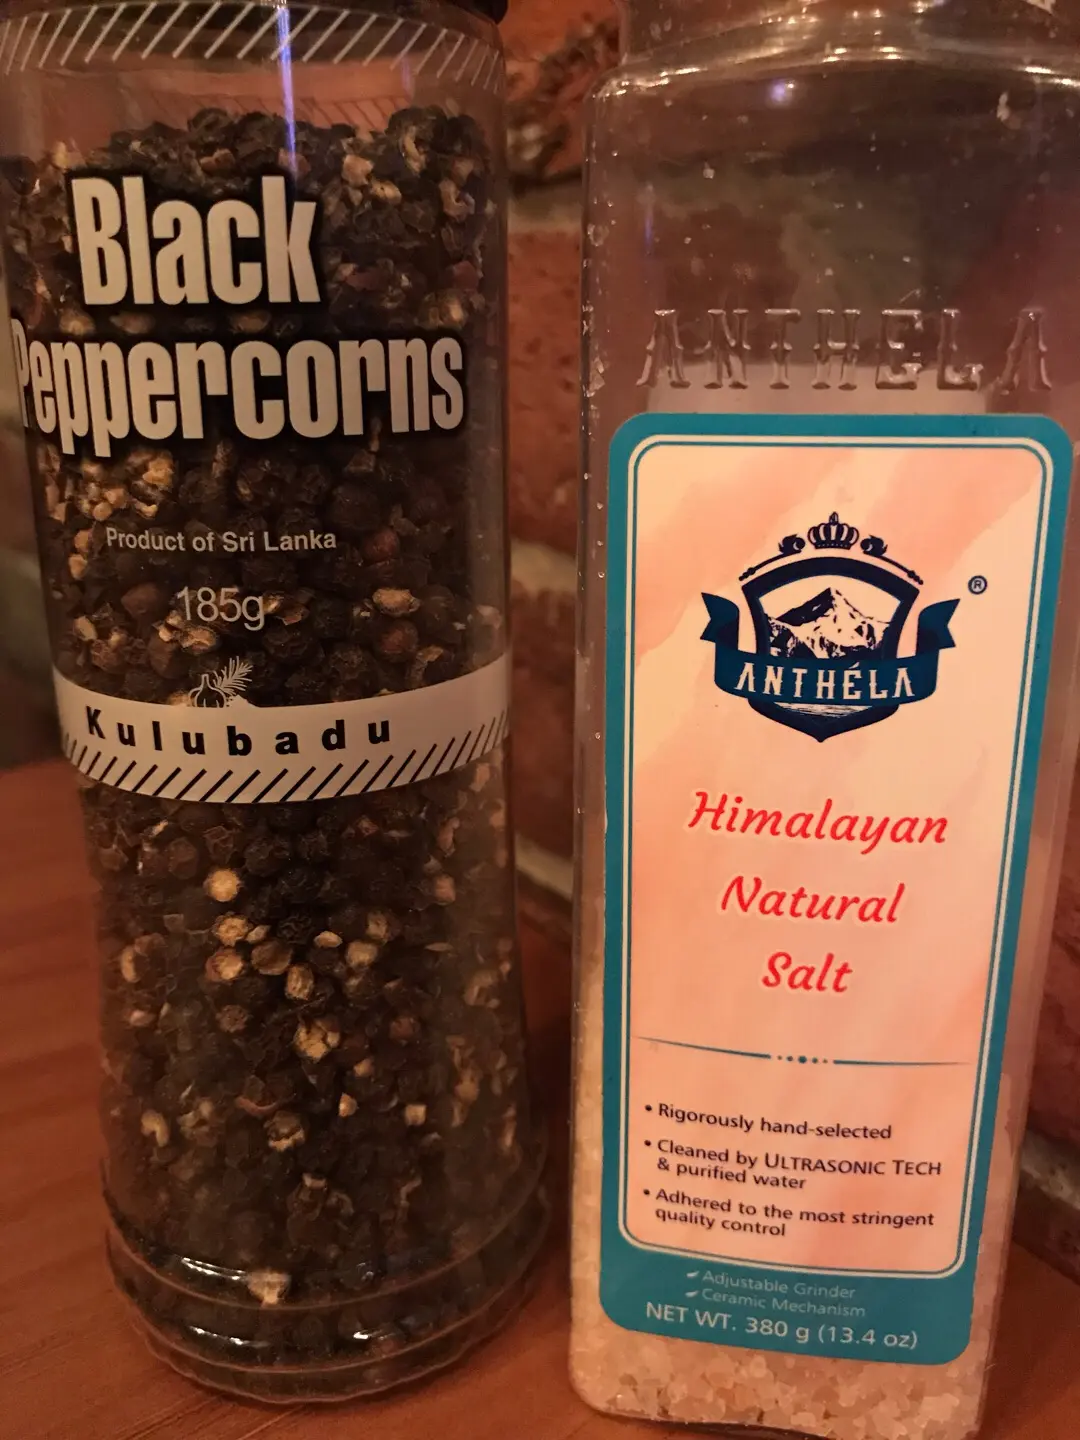 Black
Peppercorns
Product of Sri Lanka
185g
Kulubadu
ANTHELA
®
ANTHÉLA
Himalayan
Natural
Salt
• Rigorously hand-selected
• Cleaned by ULTRASONIC TECH
& purified water
• Adhered to the most stringent
quality control
✓ Adjustable Grinder
✓ Ceramic Mechanism
NET WT. 380 g (13.4 oz)